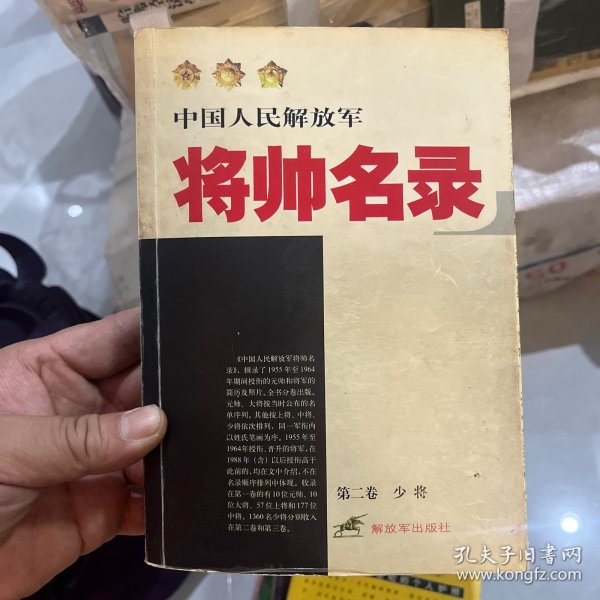 中国人民解放军
将帅名录
《中国人民解放军将帅名
录》,辑录了1955年至1964
年期间授衔的元帅和将军的
简历及照片。全书分卷出版。
元帅、大将按当时公布的名
单序列,其他按上将、中将、
少将依次排列,同一军衔内
以姓氏笔画为序。1955年至
1964年授衔、晋升的将军,在
1988年(含)以后授衔高于
此前的,均在文中介绍,不在
名录顺序排列中体现。收录
在第一卷的有10位元帅、10
位大将、57位上将和177位
中将,1360名少将分别收入
在第二卷和第三卷。
第二卷 少将
解放军出版社
50
的个人护照
孔夫子旧书网
www.kongfz.com